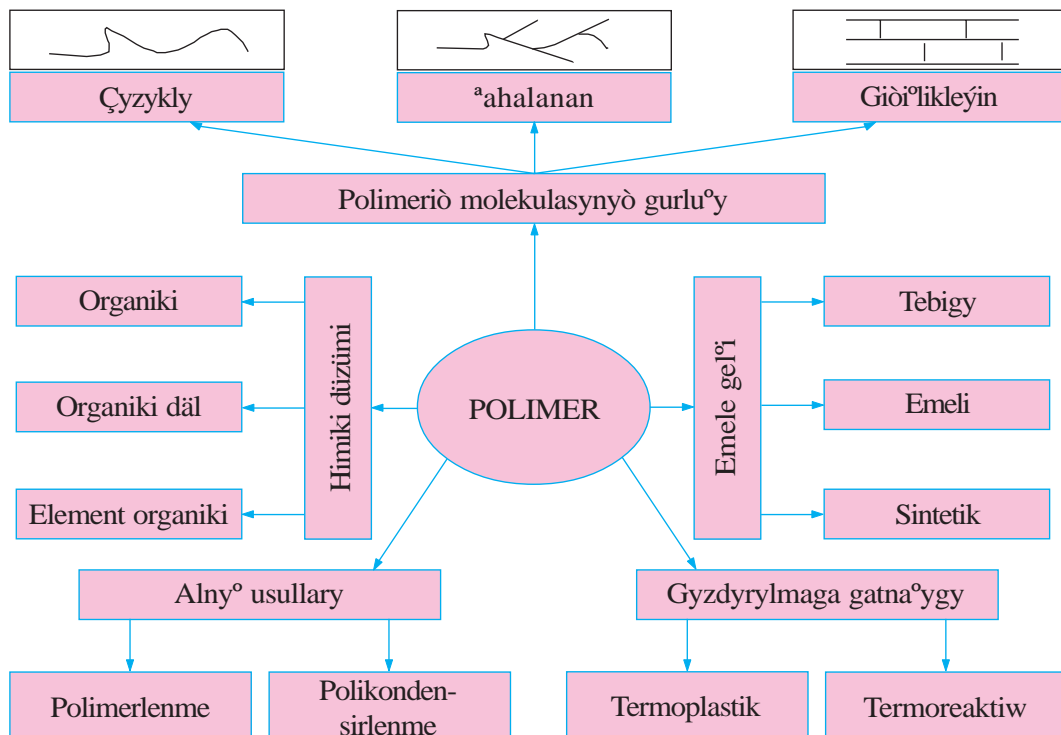 Çyzykly
ªahalanan
Giòiºlikleýin
Polimeriò molekulasynyò gurluºy
Organiki
Organiki däl
Element organiki
Himiki düzümi
POLIMER
Emele gelºi
Tebigy
Emeli
Sintetik
Alnyº usullary
Gyzdyrylmaga gatnaºygy
Polimerlenme
Polikonden-
sirlenme
Termoplastik
Termoreaktiw